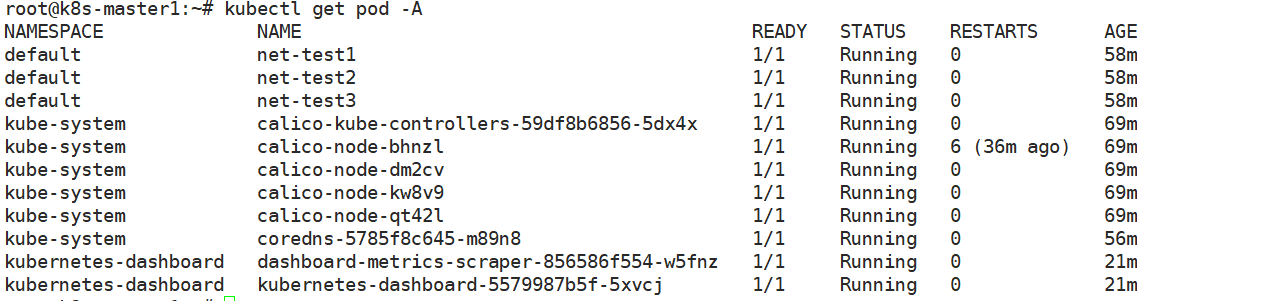 root@k8s-master1:~# kubectl get pod -A
NAMESPACE NAME READY STATUS RESTARTS AGE
default net-test1 1/1 Running 0 58m
default net-test2 1/1 Running 0 58m
default net-test3 1/1 Running 0 58m
kube-system calico-kube-controllers-59df8b6856-5dx4x 1/1 Running 0 69m
kube-system calico-node-bhnzl 1/1 Running 6 (36m ago) 69m
kube-system calico-node-dm2cv 1/1 Running 0 69m
kube-system calico-node-kw8v9 1/1 Running 0 69m
kube-system calico-node-qt42l 1/1 Running 0 69m
kube-system coredns-5785f8c645-m89n8 1/1 Running 0 56m
kubernetes-dashboard dashboard-metrics-scraper-856586f554-w5fnz 1/1 Running 0 21m
kubernetes-dashboard kubernetes-dashboard-5579987b5f-5xvcj 1/1 Running 0 21m